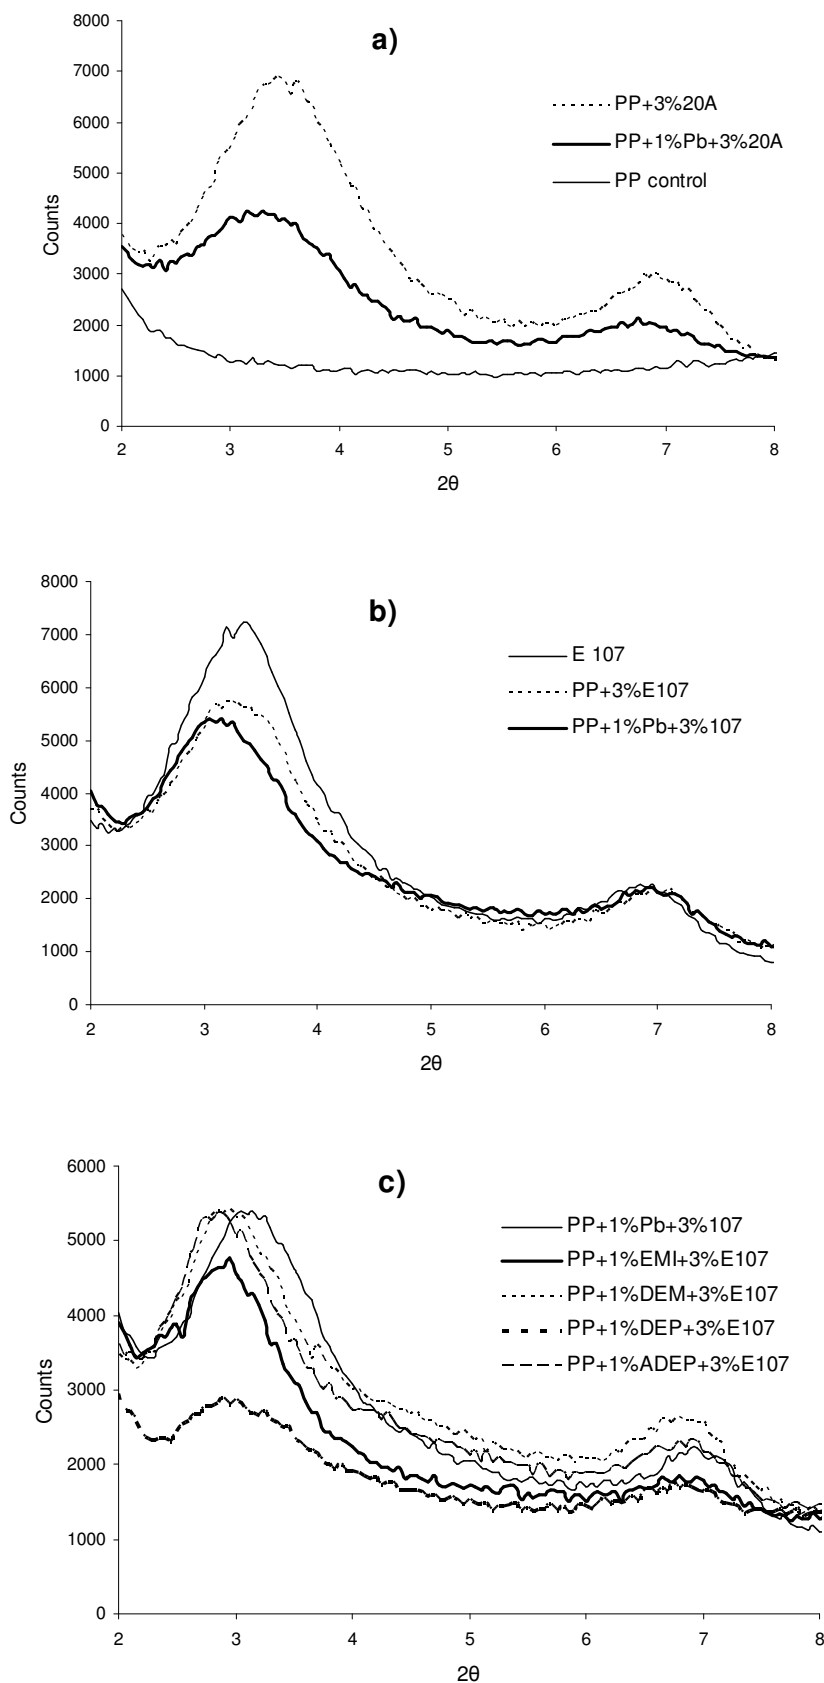 a)
8000
7000
6000
5000
4000
3000
2000
1000
0
Counts
PP+3%20A
PP+1%Pb+3%20A
PP control
2 3 4 5 6 7 8
2θ
b)
8000
7000
6000
5000
4000
3000
2000
1000
0
Counts
E 107
PP+3%E107
PP+1%Pb+3%107
2 3 4 5 6 7 8
2θ
c)
6000
5000
4000
3000
2000
1000
0
Counts
PP+1%Pb+3%107
PP+1%EMI+3%E107
PP+1%DEM+3%E107
PP+1%DEP+3%E107
PP+1%ADEP+3%E107
2 3 4 5 6 7 8
2θ